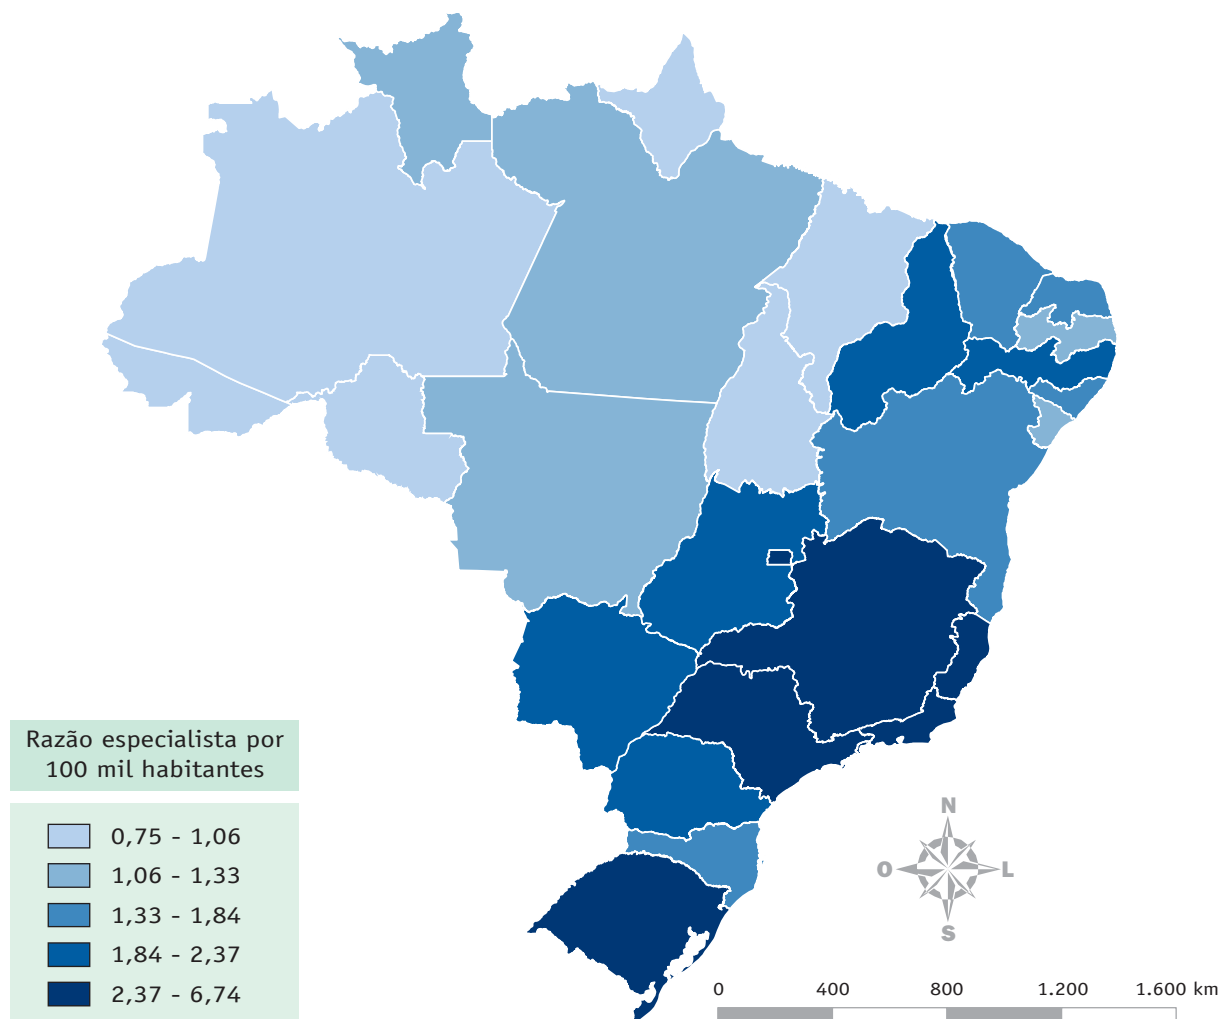 Razão especialista por
100 mil habitantes
0,75 - 1,06
1,06 - 1,33
1,33 - 1,84
1,84 - 2,37
2,37 - 6,74
N
O
L
S
0 400 800 1.200 1.600 km